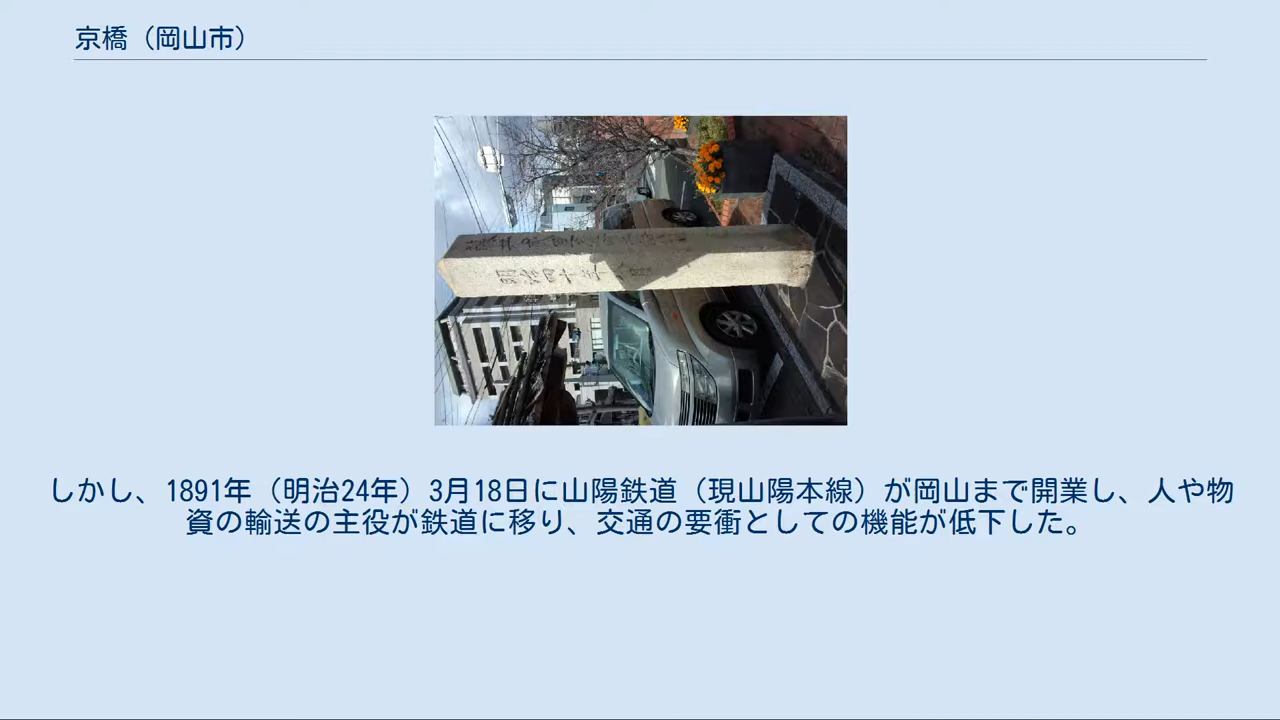 京橋（岡山市）
しかし、1891年（明治24年）3月18日に山陽鉄道（現山陽本線）が岡山まで開業し、人や物
資の輸送の主役が鉄道に移り、交通の要衝としての機能が低下した。